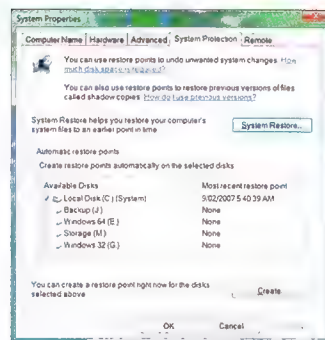 System Properties
Computer Name Hardware Advanced System Protection Remote
You can use restore points to undo unwanted system changes. How
much disk space is required?
You can also use restore points to restore previous versions of files
called shadow copies. How do I use previous versions?
System Restore helps you restore your computer's
system files to an earlier point in time
System Restore...
Automatic restore points
Create restore points automatically on the selected disks
Available Disks Most recent restore point
Local Disk (C:) (System) 9/02/2007 5:40:39 AM
Backup (J:) None
Windows 64 (E:) None
Storage (M:) None
Windows 32 (G:) None
You can create a restore point right now for the disks
selected above
Create
OK Cancel